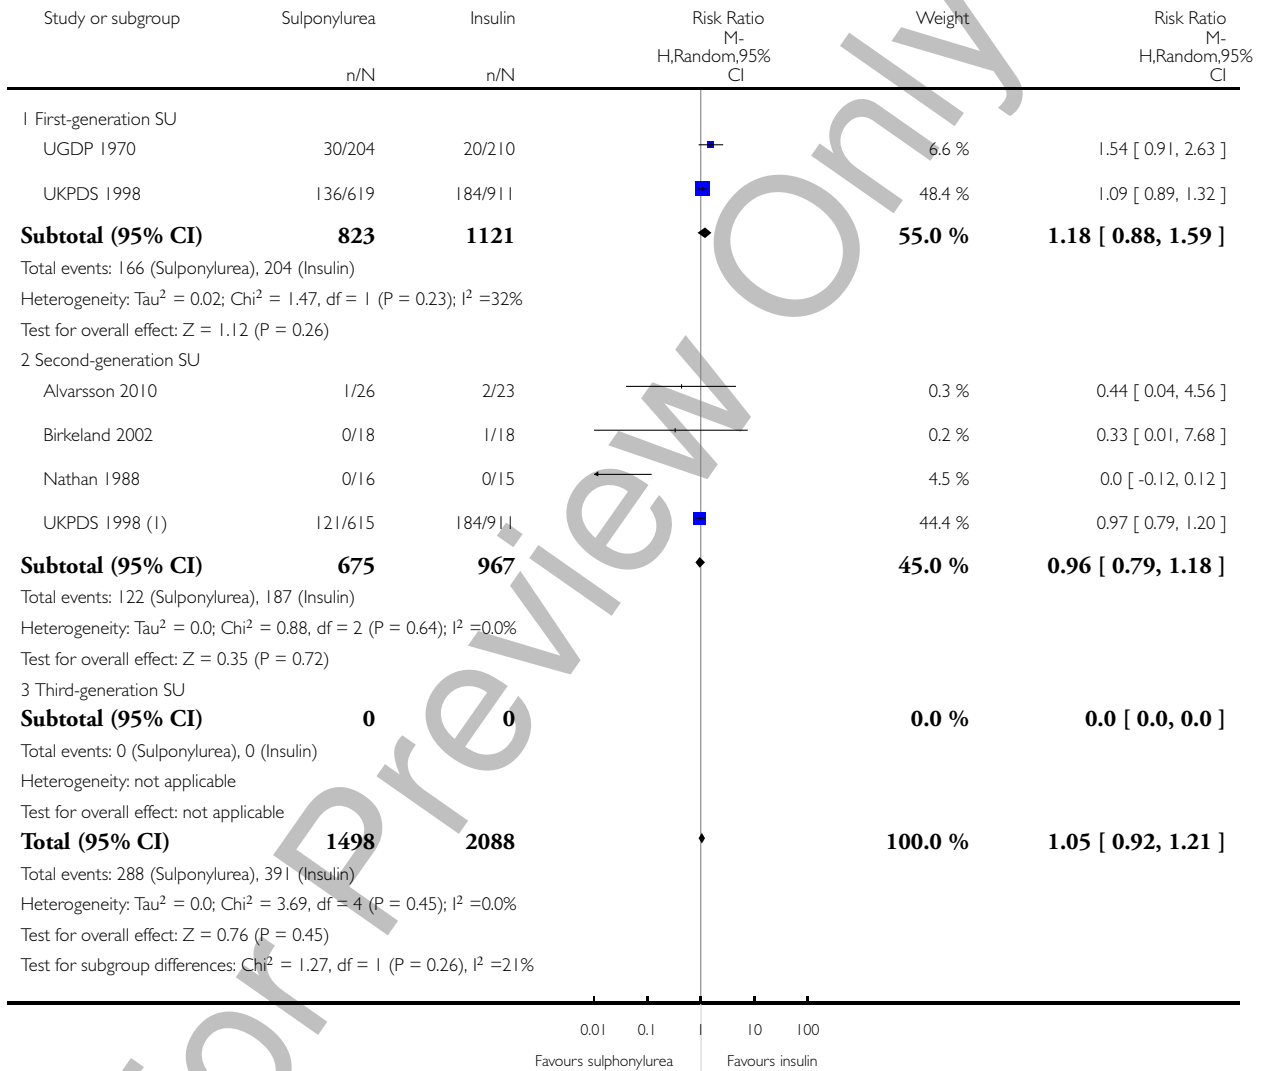 Study or subgroup Sulponylurea Insulin Risk Ratio Weight Risk Ratio
M- M-
H,Random,95% H,Random,95%
n/N n/N CI CI
1 First-generation SU
UGDP 1970 30/204 20/210 6.6 % 1.54 [ 0.91, 2.63 ]
UKPDS 1998 136/619 184/911 48.4 % 1.09 [ 0.89, 1.32 ]
Subtotal (95% CI) 823 1121 55.0 % 1.18 [ 0.88, 1.59 ]
Total events: 166 (Sulponylurea), 204 (Insulin)
Heterogeneity: Tau² = 0.02; Chi² = 1.47, df = 1 (P = 0.23); I² =32%
Test for overall effect: Z = 1.12 (P = 0.26)
2 Second-generation SU
Alvarsson 2010 1/26 2/23 0.3 % 0.44 [ 0.04, 4.56 ]
Birkeland 2002 0/18 1/18 0.2 % 0.33 [ 0.01, 7.68 ]
Nathan 1988 0/16 0/15 4.5 % 0.0 [ -0.12, 0.12 ]
UKPDS 1998 (1) 121/615 184/911 44.4 % 0.97 [ 0.79, 1.20 ]
Subtotal (95% CI) 675 967 45.0 % 0.96 [ 0.79, 1.18 ]
Total events: 122 (Sulponylurea), 187 (Insulin)
Heterogeneity: Tau² = 0.0; Chi² = 0.88, df = 2 (P = 0.64); I² =0.0%
Test for overall effect: Z = 0.35 (P = 0.72)
3 Third-generation SU
Subtotal (95% CI) 0 0 0.0 % 0.0 [ 0.0, 0.0 ]
Total events: 0 (Sulponylurea), 0 (Insulin)
Heterogeneity: not applicable
Test for overall effect: not applicable
Total (95% CI) 1498 2088 100.0 % 1.05 [ 0.92, 1.21 ]
Total events: 288 (Sulponylurea), 391 (Insulin)
Heterogeneity: Tau² = 0.0; Chi² = 3.69, df = 4 (P = 0.45); I² =0.0%
Test for overall effect: Z = 0.76 (P = 0.45)
Test for subgroup differences: Chi² = 1.27, df = 1 (P = 0.26), I² =21%
0.01 0.1 1 10 100
Favours sulphonylurea Favours insulin
For Preview Only